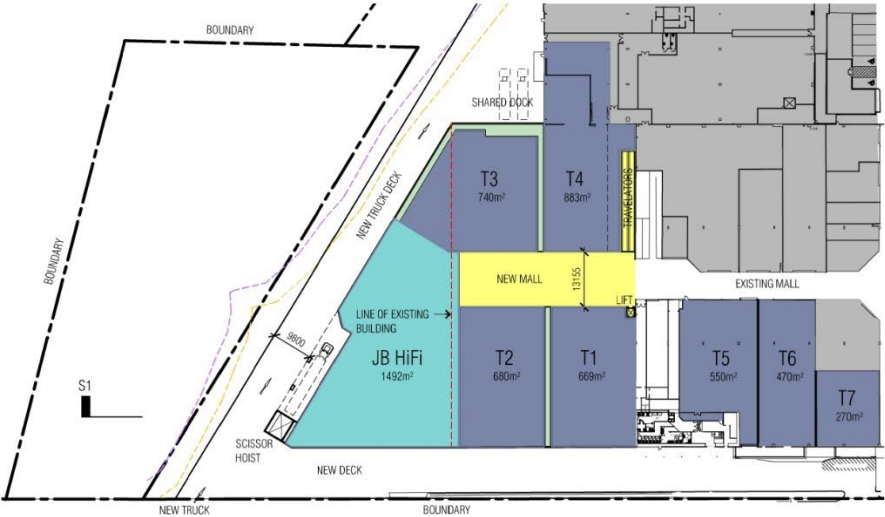 BOUNDARY
SHARED DOCK
T3
740m²
T4
883m²
TRAVELATORS
NEW TRUCK DECK
BOUNDARY
NEW MALL
13155
EXISTING MALL
LIFT
LINE OF EXISTING
BUILDING
9800
JB HiFi
1492m²
T2
680m²
T1
669m²
T5
550m²
T6
470m²
T7
270m²
S1
SCISSOR
HOIST
NEW DECK
NEW TRUCK
BOUNDARY